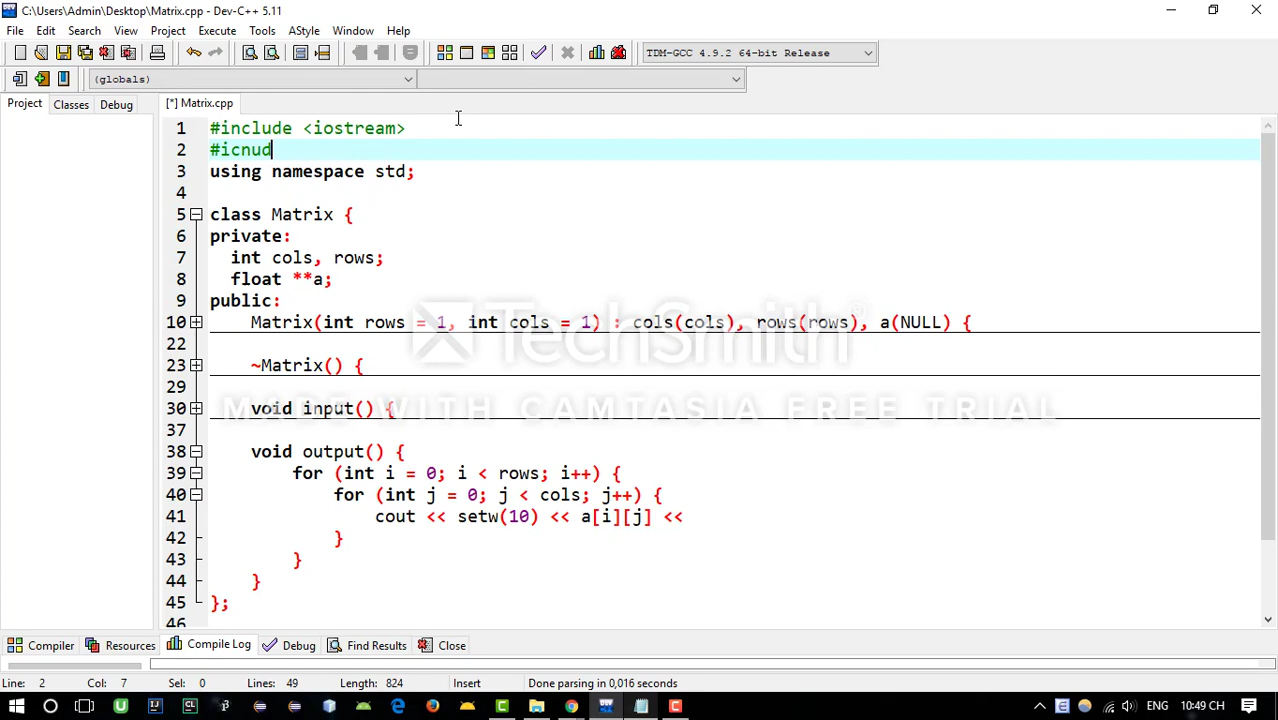 C:\Users\Admin\Desktop\Matrix.cpp - Dev-C++ 5.11
File Edit Search View Project Execute Tools AStyle Window Help
TDM-GCC 4.9.2 64-bit Release
(globals)
Project Classes Debug [*] Matrix.cpp
1 #include <iostream>
2 #icnud
3 using namespace std;
4
5 class Matrix {
6 private:
7 int cols, rows;
8 float **a;
9 public:
10 Matrix(int rows = 1, int cols = 1) : cols(cols), rows(rows), a(NULL) {
22
23 ~Matrix() {
29
30 void input() {
37
38 void output() {
39 for (int i = 0; i < rows; i++) {
40 for (int j = 0; j < cols; j++) {
41 cout << setw(10) << a[i][j] <<
42 }
43 }
44 }
45 };
46
TechSmith®
MADE WITH CAMTASIA FREE TRIAL
Compiler Resources Compile Log Debug Find Results Close
Line: 2 Col: 7 Sel: 0 Lines: 49 Length: 824 Insert Done parsing in 0,016 seconds
ENG 10:49 CH